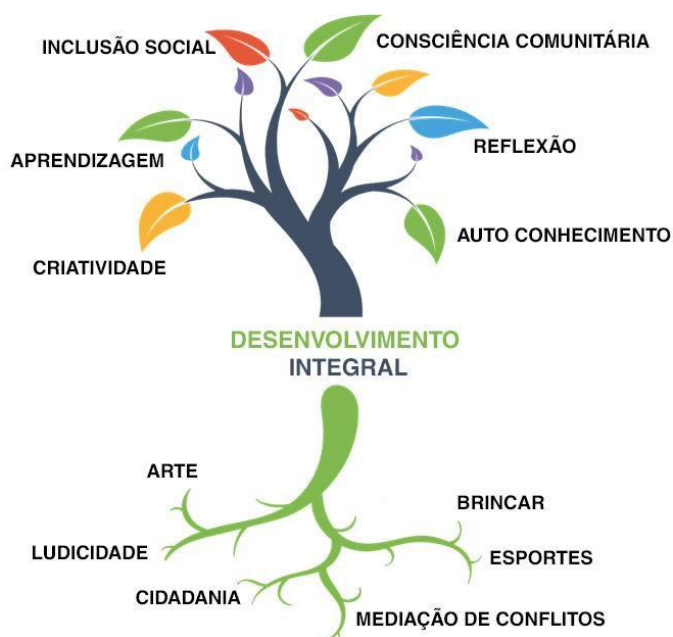 INCLUSÃO SOCIAL
CONSCIÊNCIA COMUNITÁRIA
APRENDIZAGEM
REFLEXÃO
CRIATIVIDADE
AUTO CONHECIMENTO
DESENVOLVIMENTO
INTEGRAL
ARTE
BRINCAR
LUDICIDADE
ESPORTES
CIDADANIA
MEDIAÇÃO DE CONFLITOS